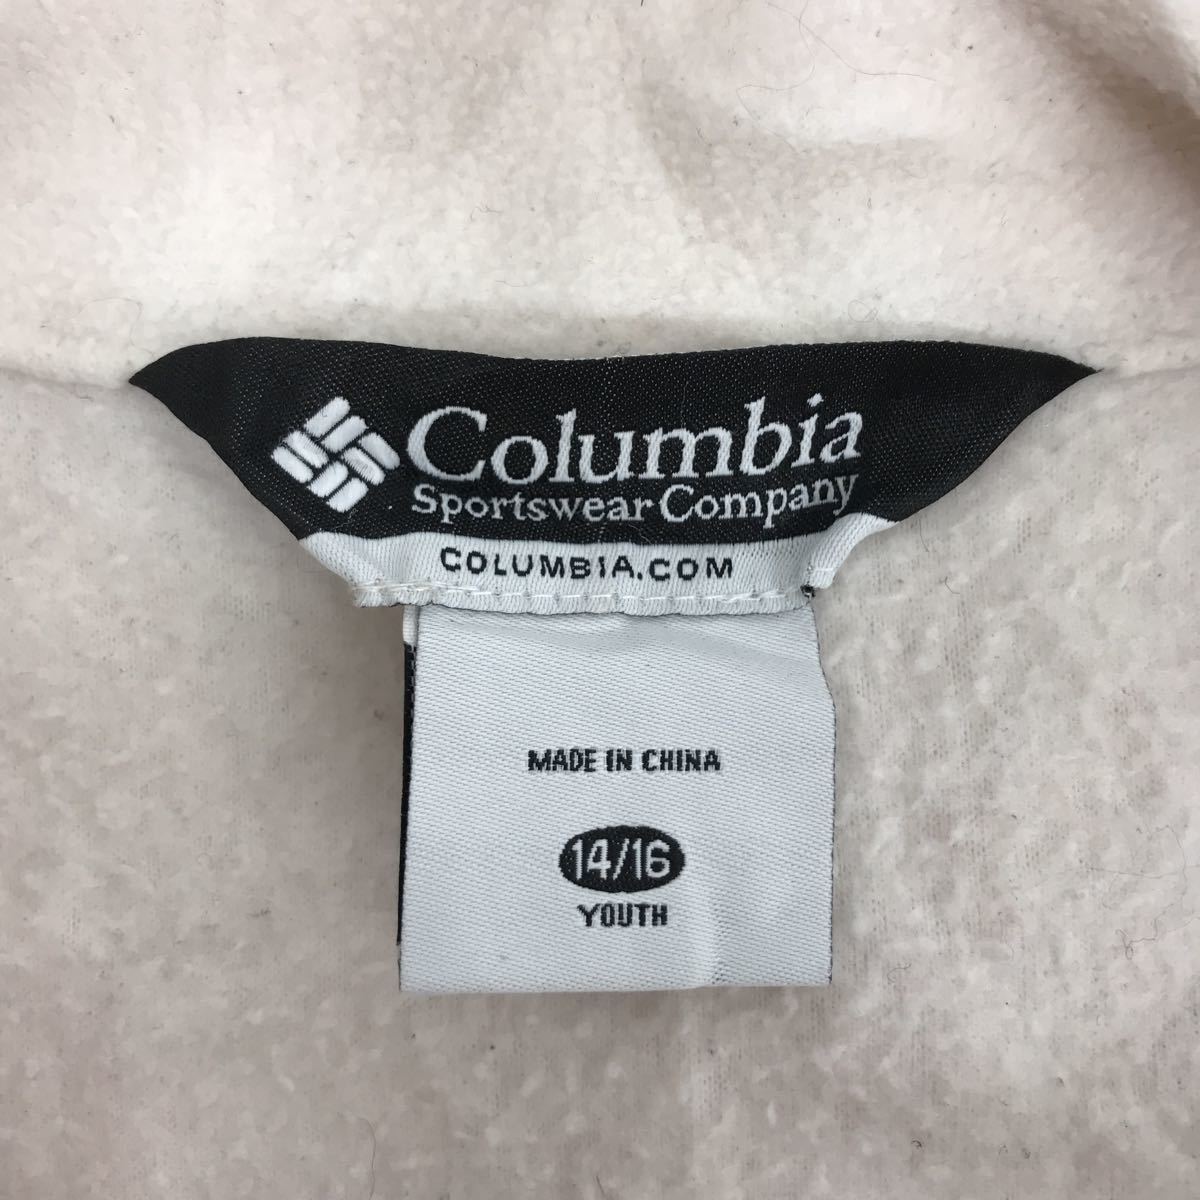 Columbia
Sportswear Company
COLUMBIA.COM
MADE IN CHINA
14/16
YOUTH